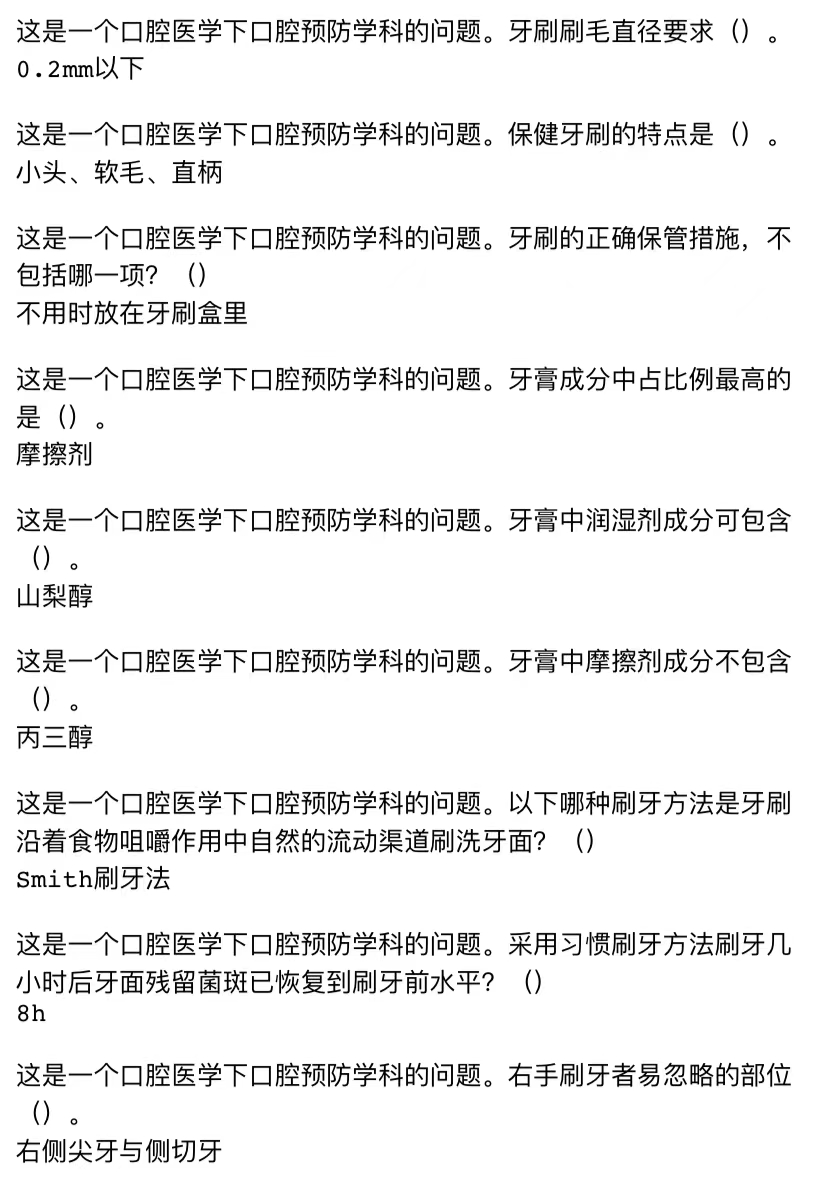 这是一个口腔医学下口腔预防学科的问题。牙刷刷毛直径要求（）。
0.2mm以下
这是一个口腔医学下口腔预防学科的问题。保健牙刷的特点是（）。
小头、软毛、直柄
这是一个口腔医学下口腔预防学科的问题。牙刷的正确保管措施，不
包括哪一项？（）
不用时放在牙刷盒里
这是一个口腔医学下口腔预防学科的问题。牙膏成分中占比例最高的
是（）。
摩擦剂
这是一个口腔医学下口腔预防学科的问题。牙膏中润湿剂成分可包含
（）。
山梨醇
这是一个口腔医学下口腔预防学科的问题。牙膏中摩擦剂成分不包含
（）。
丙三醇
这是一个口腔医学下口腔预防学科的问题。以下哪种刷牙方法是牙刷
沿着食物咀嚼作用中自然的流动渠道刷洗牙面？（）
Smith刷牙法
这是一个口腔医学下口腔预防学科的问题。采用习惯刷牙方法刷牙几
小时后牙面残留菌斑已恢复到刷牙前水平？（）
8h
这是一个口腔医学下口腔预防学科的问题。右手刷牙者易忽略的部位
（）。
右侧尖牙与侧切牙